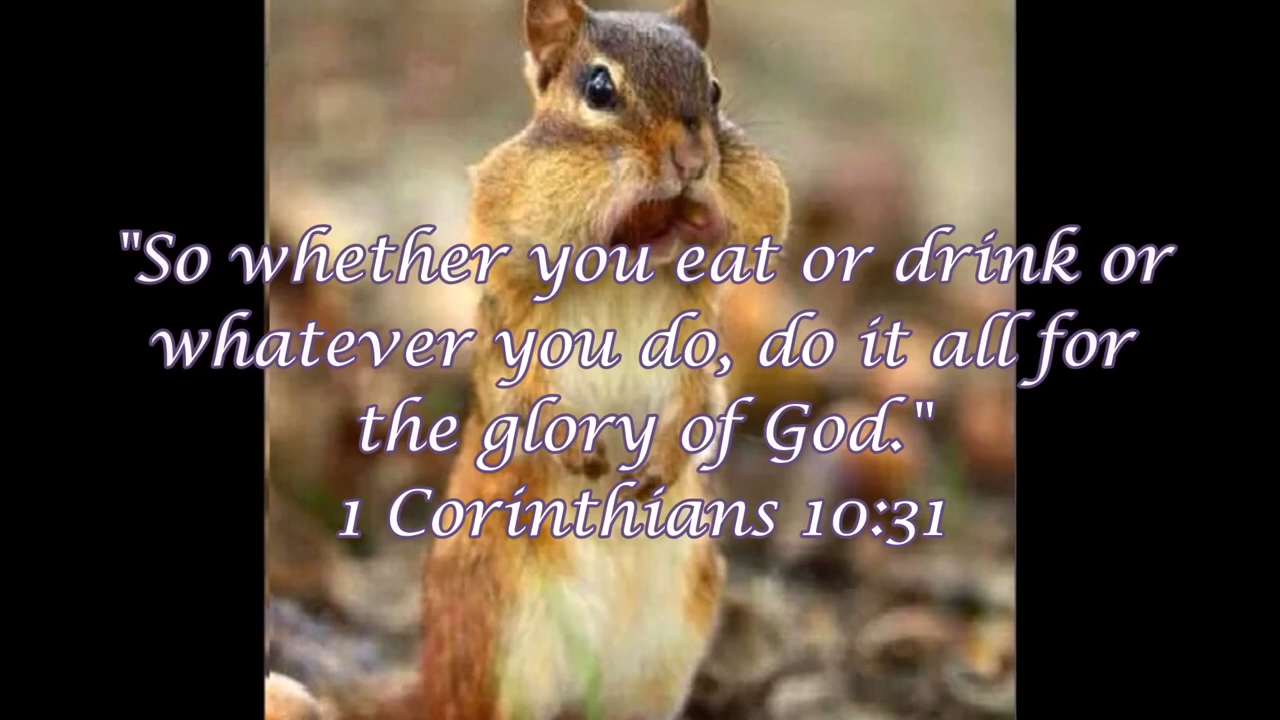 "So whether you eat or drink or
whatever you do, do it all for
the glory of God."
1 Corinthians 10:31